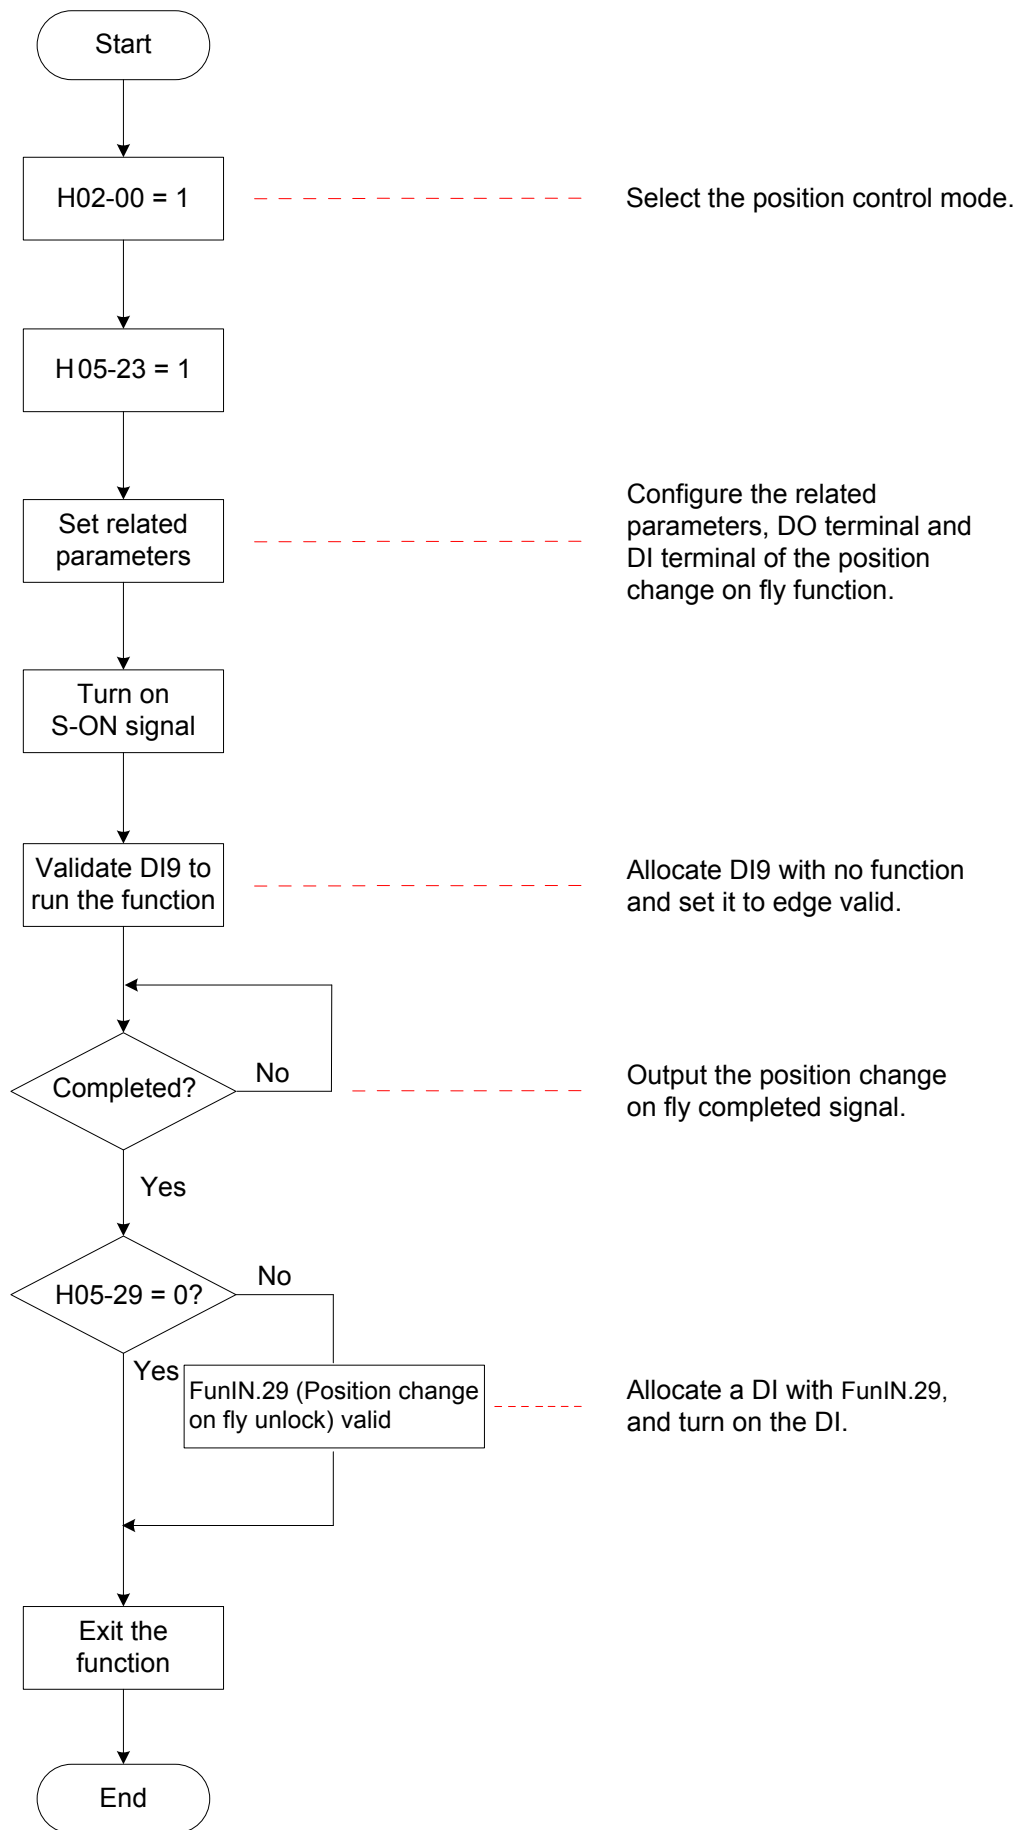 Start
H02-00 = 1
Select the position control mode.
H05-23 = 1
Set related
parameters
Configure the related
parameters, DO terminal and
DI terminal of the position
change on fly function.
Turn on
S-ON signal
Validate DI9 to
run the function
Allocate DI9 with no function
and set it to edge valid.
Completed?
No
Output the position change
on fly completed signal.
Yes
H05-29 = 0?
No
Yes
FunIN.29 (Position change
on fly unlock) valid
Allocate a DI with FunIN.29,
and turn on the DI.
Exit the
function
End